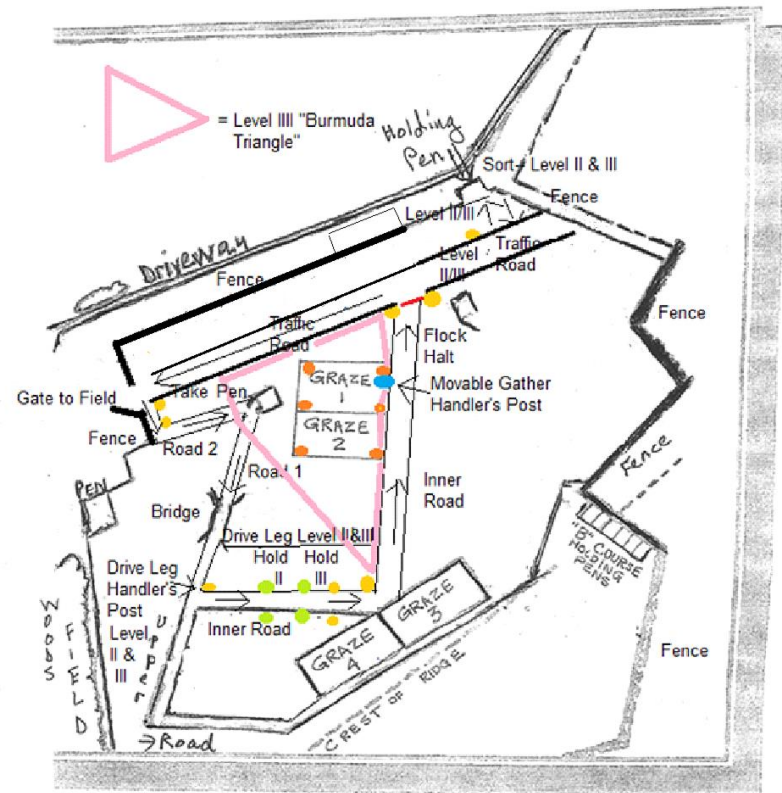 = Level IIII "Burmuda
Triangle"
Holding
Pen
Sort - Level II & III
Fence
Level II/III
Driveway
Fence
Level
II/III
Traffic
Road
Traffic
Road
Fence
Flock
Halt
GRAZE
1
Movable Gather
Handler's Post
Gate to Field
Take Pen
GRAZE
2
Fence
Road 2
Fence
Road 1
Inner
Road
PEN
Bridge
"B" COURSE
HOLDING
PENS
Drive Leg Level II&III
Hold
II
Hold
III
Drive Leg
Handler's
Post
Level
II &
III
WOODS
FIELD
Upper
Inner Road
GRAZE
3
GRAZE
4
Fence
CREST OF RIDGE
Road